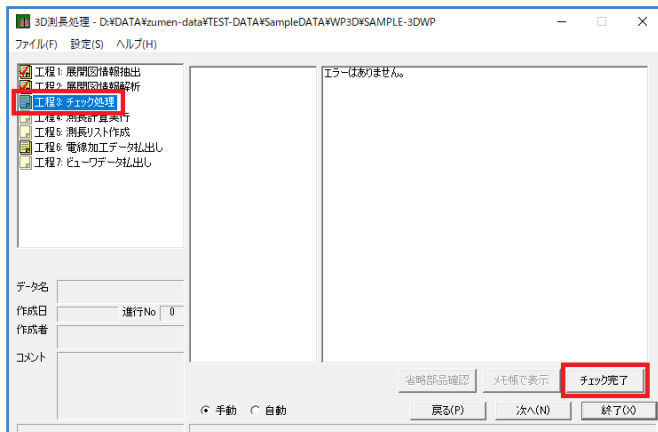 3D測長処理 - D:¥DATA¥zumen-data¥TEST-DATA¥SampleDATA¥WP3D¥SAMPLE-3DWP
ファイル(F) 設定(S) ヘルプ(H)
工程1: 展開図情報抽出
工程2: 展開図情報解析
工程3: チェック処理
工程4: 測長計算実行
工程5: 測長リスト作成
工程6: 電線加工データ払出し
工程7: ビューワデータ払出し
エラーはありません。
データ名
作成日 進行No 0
作成者
コメント
省略部品確認 メモ帳で表示 チェック完了
手動 自動 戻る(P) 次へ(N) 終了(X)